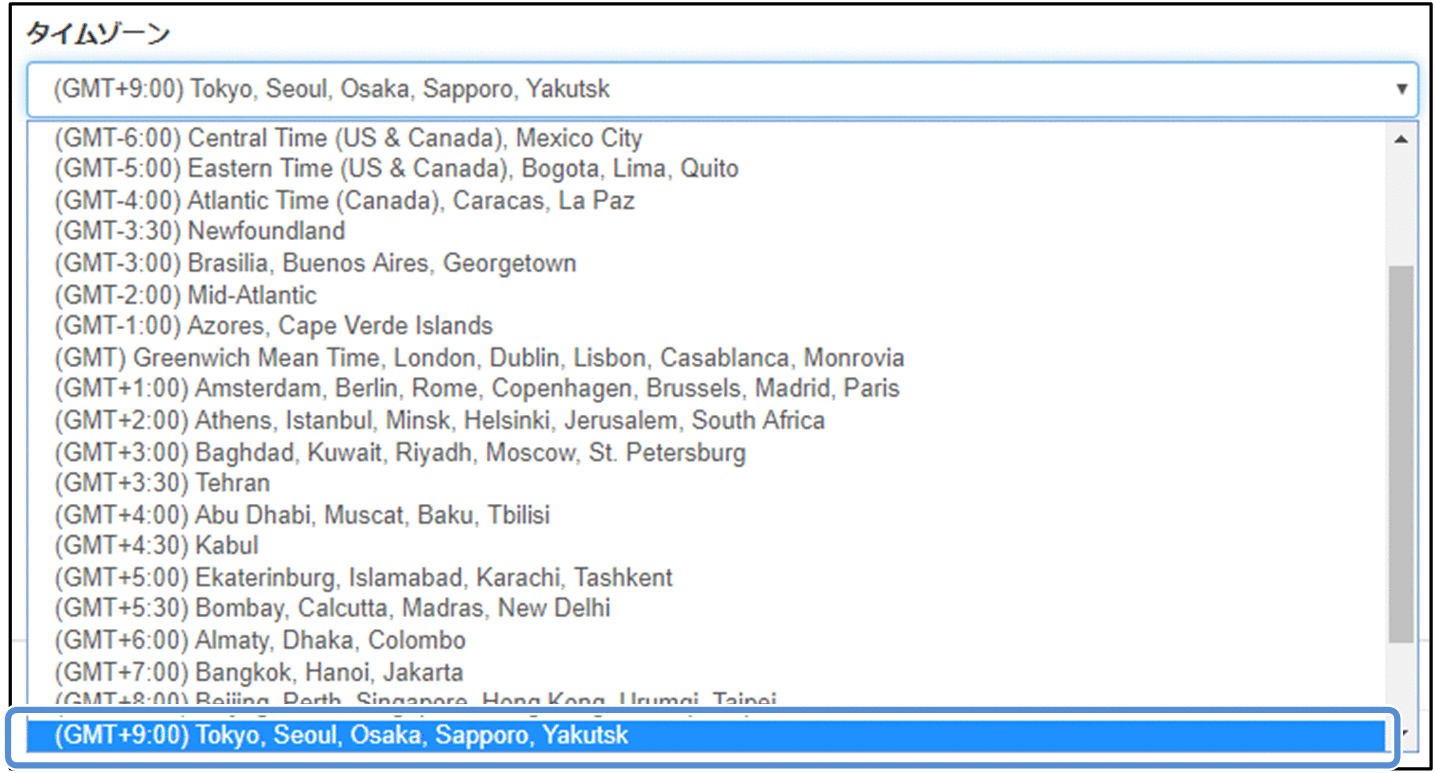 タイムゾーン
(GMT+9:00) Tokyo, Seoul, Osaka, Sapporo, Yakutsk
(GMT-6:00) Central Time (US & Canada), Mexico City
(GMT-5:00) Eastern Time (US & Canada), Bogota, Lima, Quito
(GMT-4:00) Atlantic Time (Canada), Caracas, La Paz
(GMT-3:30) Newfoundland
(GMT-3:00) Brasilia, Buenos Aires, Georgetown
(GMT-2:00) Mid-Atlantic
(GMT-1:00) Azores, Cape Verde Islands
(GMT) Greenwich Mean Time, London, Dublin, Lisbon, Casablanca, Monrovia
(GMT+1:00) Amsterdam, Berlin, Rome, Copenhagen, Brussels, Madrid, Paris
(GMT+2:00) Athens, Istanbul, Minsk, Helsinki, Jerusalem, South Africa
(GMT+3:00) Baghdad, Kuwait, Riyadh, Moscow, St. Petersburg
(GMT+3:30) Tehran
(GMT+4:00) Abu Dhabi, Muscat, Baku, Tbilisi
(GMT+4:30) Kabul
(GMT+5:00) Ekaterinburg, Islamabad, Karachi, Tashkent
(GMT+5:30) Bombay, Calcutta, Madras, New Delhi
(GMT+6:00) Almaty, Dhaka, Colombo
(GMT+7:00) Bangkok, Hanoi, Jakarta
(GMT+8:00) Beijing, Perth, Singapore, Hong Kong, Urumqi, Taipei
(GMT+9:00) Tokyo, Seoul, Osaka, Sapporo, Yakutsk